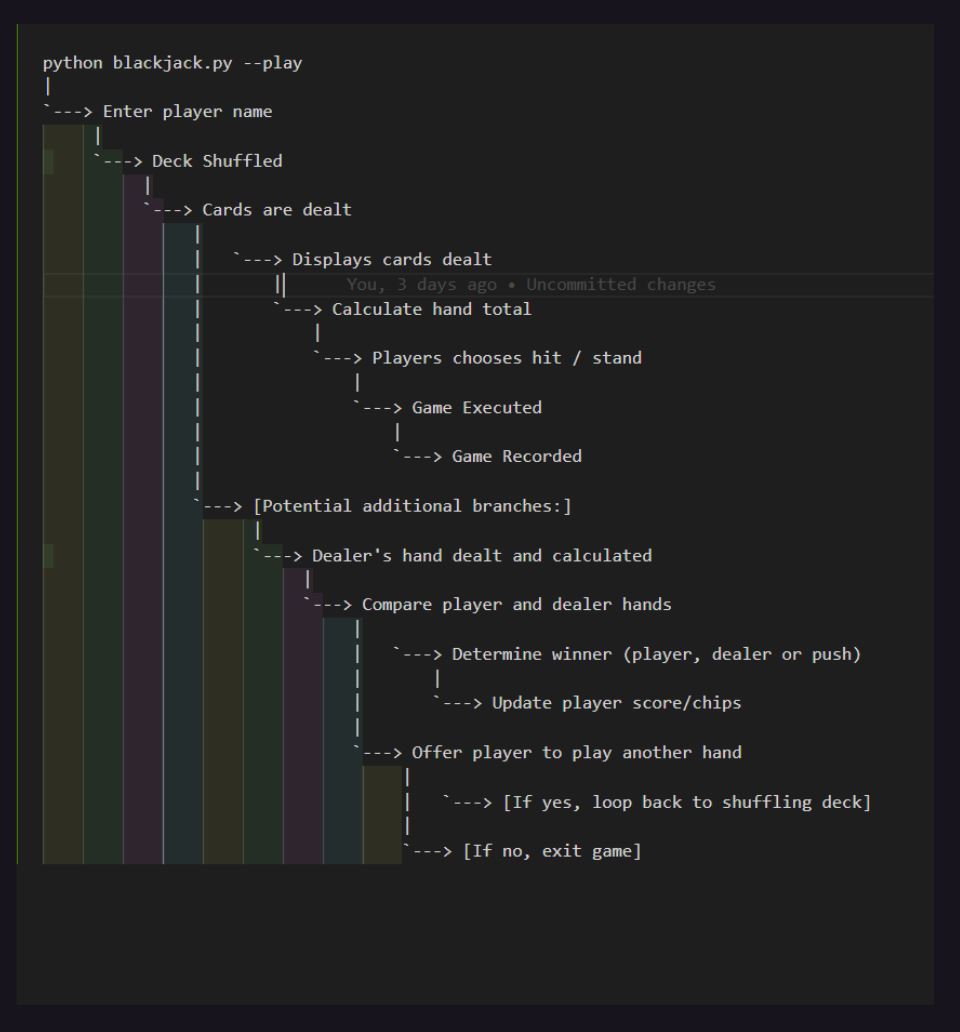 python blackjack.py --play
|
`---> Enter player name
     |
     `---> Deck Shuffled
          |
          `---> Cards are dealt
               |
               |   `---> Displays cards dealt
               |       |      You, 3 days ago • Uncommitted changes
               |       `---> Calculate hand total
               |           |
               |           `---> Players chooses hit / stand
               |               |
               |               `---> Game Executed
               |                   |
               |                   `---> Game Recorded
               |
               `---> [Potential additional branches:]
                     |
                     `---> Dealer's hand dealt and calculated
                          |
                          `---> Compare player and dealer hands
                               |
                               |   `---> Determine winner (player, dealer or push)
                               |       |
                               |       `---> Update player score/chips
                               |
                               `---> Offer player to play another hand
                                    |
                                    |   `---> [If yes, loop back to shuffling deck]
                                    |
                                    `---> [If no, exit game]